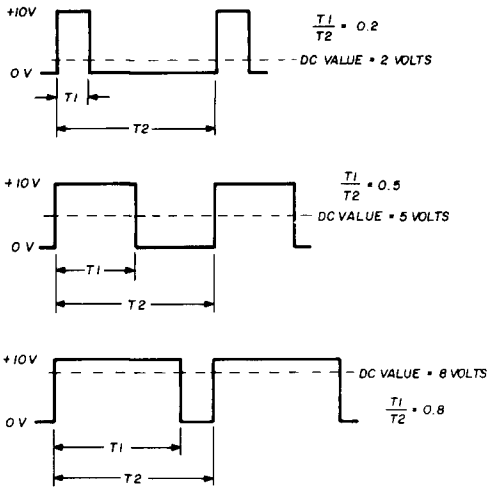 +10V
T1/T2 = 0.2
DC VALUE = 2 VOLTS
0 V
T1
T2
+10V
T1/T2 = 0.5
DC VALUE = 5 VOLTS
0 V
T1
T2
+10V
DC VALUE = 8 VOLTS
T1/T2 = 0.8
0 V
T1
T2